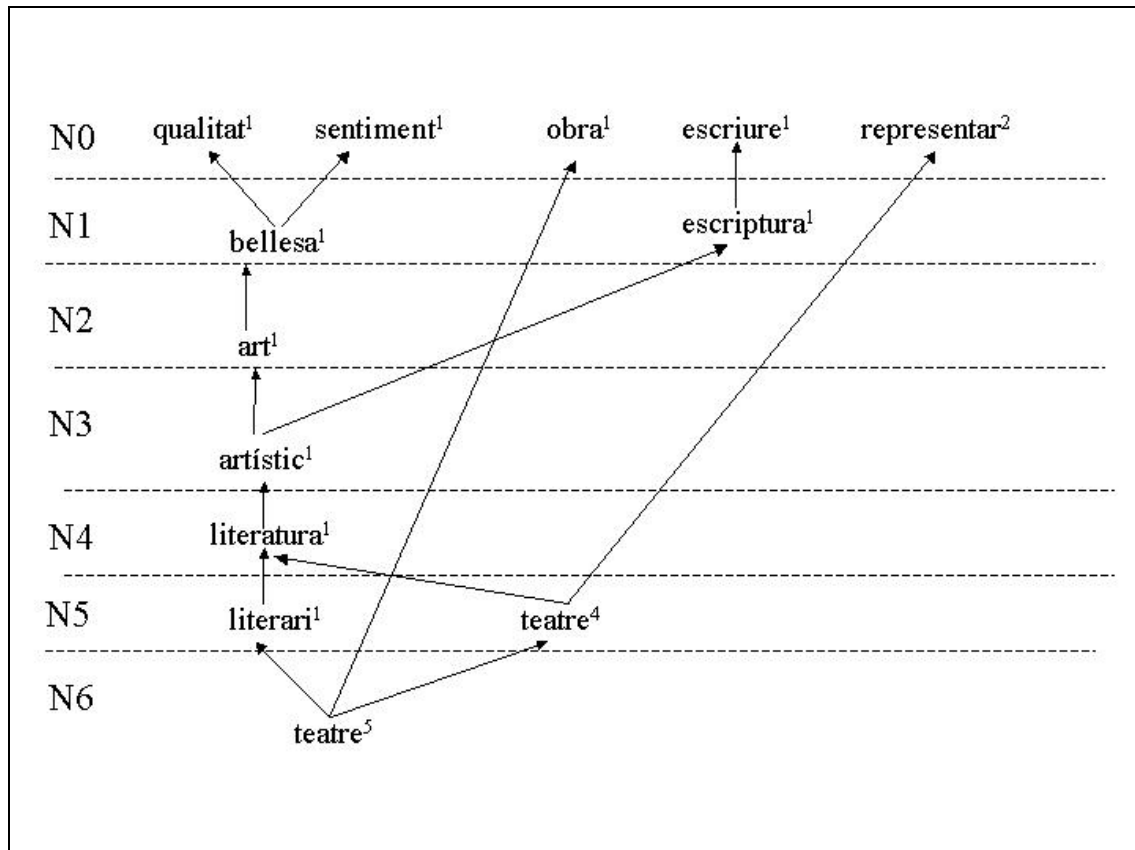 N0 qualitat¹ sentiment¹ obra¹ escriure¹ representar²
N1 bellesa¹ escriptura¹
N2 art¹
N3 artístic¹
N4 literatura¹
N5 literari¹ teatre⁴
N6 teatre⁵